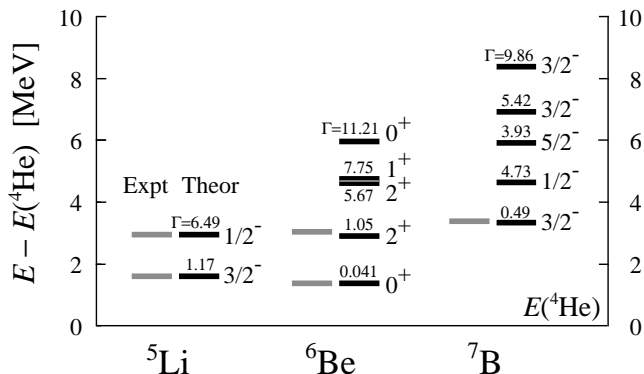 10 10
Γ=9.86 3/2⁻
8 8
5.42 3/2⁻
Γ=11.21 0⁺ 3.93 5/2⁻
6 6
7.75 1⁺ 4.73 1/2⁻
5.67 2⁺
Expt Theor
4 4
Γ=6.49 1/2⁻ 1.05 2⁺ 0.49 3/2⁻
2 2
1.17 3/2⁻ 0.041 0⁺
E(⁴He)
0 0
⁵Li ⁶Be ⁷B
E − E(⁴He) [MeV]